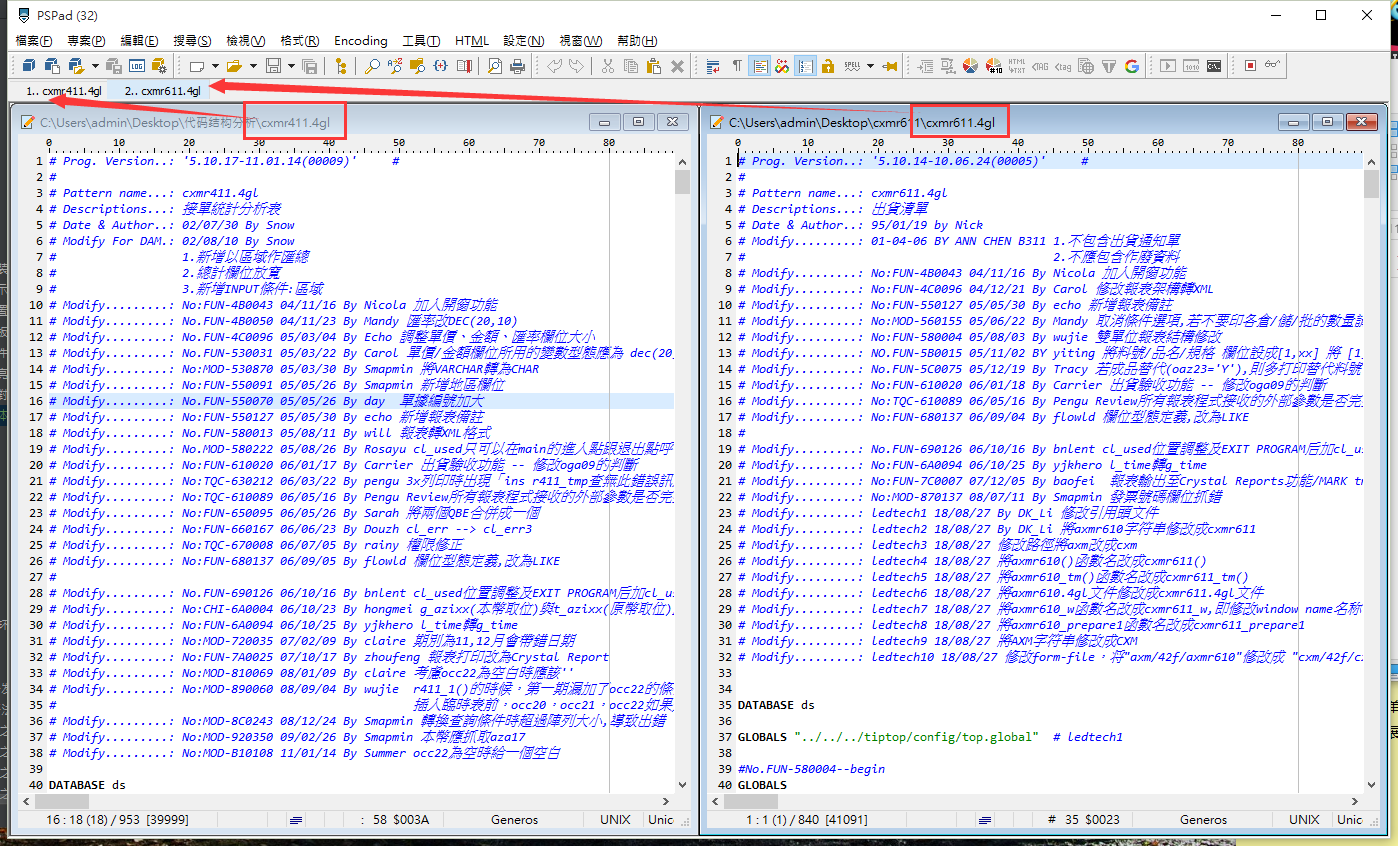 PSPad (32)
檔案(F) 專案(P) 編輯(E) 搜尋(S) 檢視(V) 格式(R) Encoding 工具(T) HTML 設定(N) 視窗(W) 幫助(H)
1.. cxmr411.4gl 2.. cxmr611.4gl
C:\Users\admin\Desktop\代码结构分析\cxmr411.4gl
0 10 20 30 40 50 60 70 80
1 # Prog. Version..: '5.10.17-11.01.14(00009)' #
2 #
3 # Pattern name...: cxmr411.4gl
4 # Descriptions...: 接單統計分析表
5 # Date & Author..: 02/07/30 By Snow
6 # Modify For DAM.: 02/08/10 By Snow
7 # 1.新增以區域作匯總
8 # 2.總計欄位放寬
9 # 3.新增INPUT條件:區域
10 # Modify.........: No:FUN-4B0043 04/11/16 By Nicola 加入開窗功能
11 # Modify.........: No:FUN-4B0050 04/11/23 By Mandy 匯率改DEC(20,10)
12 # Modify.........: No:FUN-4C0096 05/03/04 By Echo 調整單價、金額、匯率欄位大小
13 # Modify.........: NO.FUN-530031 05/03/22 By Carol 單價/金額欄位所用的變數型態應為 dec(20,
14 # Modify.........: No:MOD-530870 05/03/30 By Smapmin 將VARCHAR轉為CHAR
15 # Modify.........: No:FUN-550091 05/05/26 By Smapmin 新增地區欄位
16 # Modify.........: No.FUN-550070 05/05/26 By day 單據編號加大
17 # Modify.........: No.FUN-550127 05/05/30 By echo 新增報表備註
18 # Modify.........: No:FUN-580013 05/08/11 By will 報表轉XML格式
19 # Modify.........: No:MOD-580222 05/08/26 By Rosayu cl_used只可以在main的進入點跟退出點呼
20 # Modify.........: No:FUN-610020 06/01/17 By Carrier 出貨驗收功能 -- 修改oga09的判斷
21 # Modify.........: No:TQC-630212 06/03/22 By pengu 3x列印時出現「ins r411_tmp查無此錯誤訊
22 # Modify.........: No:TQC-610089 06/05/16 By Pengu Review所有報表程式接收的外部參數是否完
23 # Modify.........: No:FUN-650095 06/05/26 By Sarah 將兩個QBE合併成一個
24 # Modify.........: No:FUN-660167 06/06/23 By Douzh cl_err --> cl_err3
25 # Modify.........: No:TQC-670008 06/07/05 By rainy 權限修正
26 # Modify.........: No:FUN-680137 06/09/05 By flowld 欄位型態定義,改為LIKE
27 #
28 # Modify.........: No.FUN-690126 06/10/16 By bnlent cl_used位置調整及EXIT PROGRAM后加cl_u
29 # Modify.........: No:CHI-6A0004 06/10/23 By hongmei g_azixx(本幣取位)與t_azixx(原幣取位)
30 # Modify.........: No:FUN-6A0094 06/10/25 By yjkhero l_time轉g_time
31 # Modify.........: No:MOD-720035 07/02/09 By claire 期別為11,12月會帶錯日期
32 # Modify.........: No:FUN-7A0025 07/10/17 By zhoufeng 報表打印改為Crystal Report
33 # Modify.........: No:MOD-810069 08/01/09 By claire 考慮occ22為空白時應該''
34 # Modify.........: No:MOD-890060 08/09/04 By wujie r411_1()的時候，第一期漏加了occ22的條
35 # 插入臨時表前，occ20，occ21，occ22如果
36 # Modify.........: No:MOD-8C0243 08/12/24 By Smapmin 轉換查詢條件時超過陣列大小,導致出錯
37 # Modify.........: No:MOD-920350 09/02/26 By Smapmin 本幣應抓取aza17
38 # Modify.........: No:MOD-B10108 11/01/14 By Summer occ22為空時給一個空白
39
40 DATABASE ds
16 : 18 (18) / 953 [39999] : 58 $003A Generos UNIX Unic
C:\Users\admin\Desktop\cxmr611\cxmr611.4gl
0 10 20 30 40 50 60 70 80
1 # Prog. Version..: '5.10.14-10.06.24(00005)' #
2 #
3 # Pattern name...: cxmr611.4gl
4 # Descriptions...: 出貨清單
5 # Date & Author..: 95/01/19 by Nick
6 # Modify.........: 01-04-06 BY ANN CHEN B311 1.不包含出貨通知單
7 # 2.不應包含作廢資料
8 # Modify.........: No:FUN-4B0043 04/11/16 By Nicola 加入開窗功能
9 # Modify.........: No:FUN-4C0096 04/12/21 By Carol 修改報表架構轉XML
10 # Modify.........: No:FUN-550127 05/05/30 By echo 新增報表備註
11 # Modify.........: No:MOD-560155 05/06/22 By Mandy 取消條件選項,若不要印各倉/儲/批的數量請
12 # Modify.........: No:FUN-580004 05/08/03 By wujie 雙單位報表結構修改
13 # Modify.........: NO.FUN-5B0015 05/11/02 BY yiting 將料號/品名/規格 欄位設成[1,xx] 將 [1
14 # Modify.........: No.FUN-5C0075 05/12/19 By Tracy 若成品替代(oaz23='Y'),則多打印替代料號
15 # Modify.........: No:FUN-610020 06/01/18 By Carrier 出貨驗收功能 -- 修改oga09的判斷
16 # Modify.........: No:TQC-610089 06/05/16 By Pengu Review所有報表程式接收的外部參數是否完
17 # Modify.........: No:FUN-680137 06/09/04 By flowld 欄位型態定義,改為LIKE
18 #
19 # Modify.........: No.FUN-690126 06/10/16 By bnlent cl_used位置調整及EXIT PROGRAM后加cl_us
20 # Modify.........: No:FUN-6A0094 06/10/25 By yjkhero l_time轉g_time
21 # Modify.........: No:FUN-7C0007 07/12/05 By baofei 報表輸出至Crystal Reports功能/MARK tm
22 # Modify.........: No:MOD-870137 08/07/11 By Smapmin 發票號碼欄位抓錯
23 # Modify.........: ledtech1 18/08/27 By DK_Li 修改引用頭文件
24 # Modify.........: ledtech2 18/08/27 By DK_Li 將axmr610字符串修改成cxmr611
25 # Modify.........: ledtech3 18/08/27 修改路徑將axm改成cxm
26 # Modify.........: ledtech4 18/08/27 將axmr610()函數名改成cxmr611()
27 # Modify.........: ledtech5 18/08/27 將axmr610_tm()函數名改成cxmr611_tm()
28 # Modify.........: ledtech6 18/08/27 將axmr610.4gl文件修改成cxmr611.4gl文件
29 # Modify.........: ledtech7 18/08/27 將axmr610_w函數名改成cxmr611_w,即修改window name名称
30 # Modify.........: ledtech8 18/08/27 將axmr610_prepare1函數名改成cxmr611_prepare1
31 # Modify.........: ledtech9 18/08/27 將AXM字符串修改成CXM
32 # Modify.........: ledtech10 18/08/27 修改form-file，将"axm/42f/axmr610"修改成 "cxm/42f/c
33
34
35 DATABASE ds
36
37 GLOBALS "../../../tiptop/config/top.global" # ledtech1
38
39 #No.FUN-580004--begin
40 GLOBALS
1 : 1 (1) / 840 [41091] # 35 $0023 Generos UNIX Unic